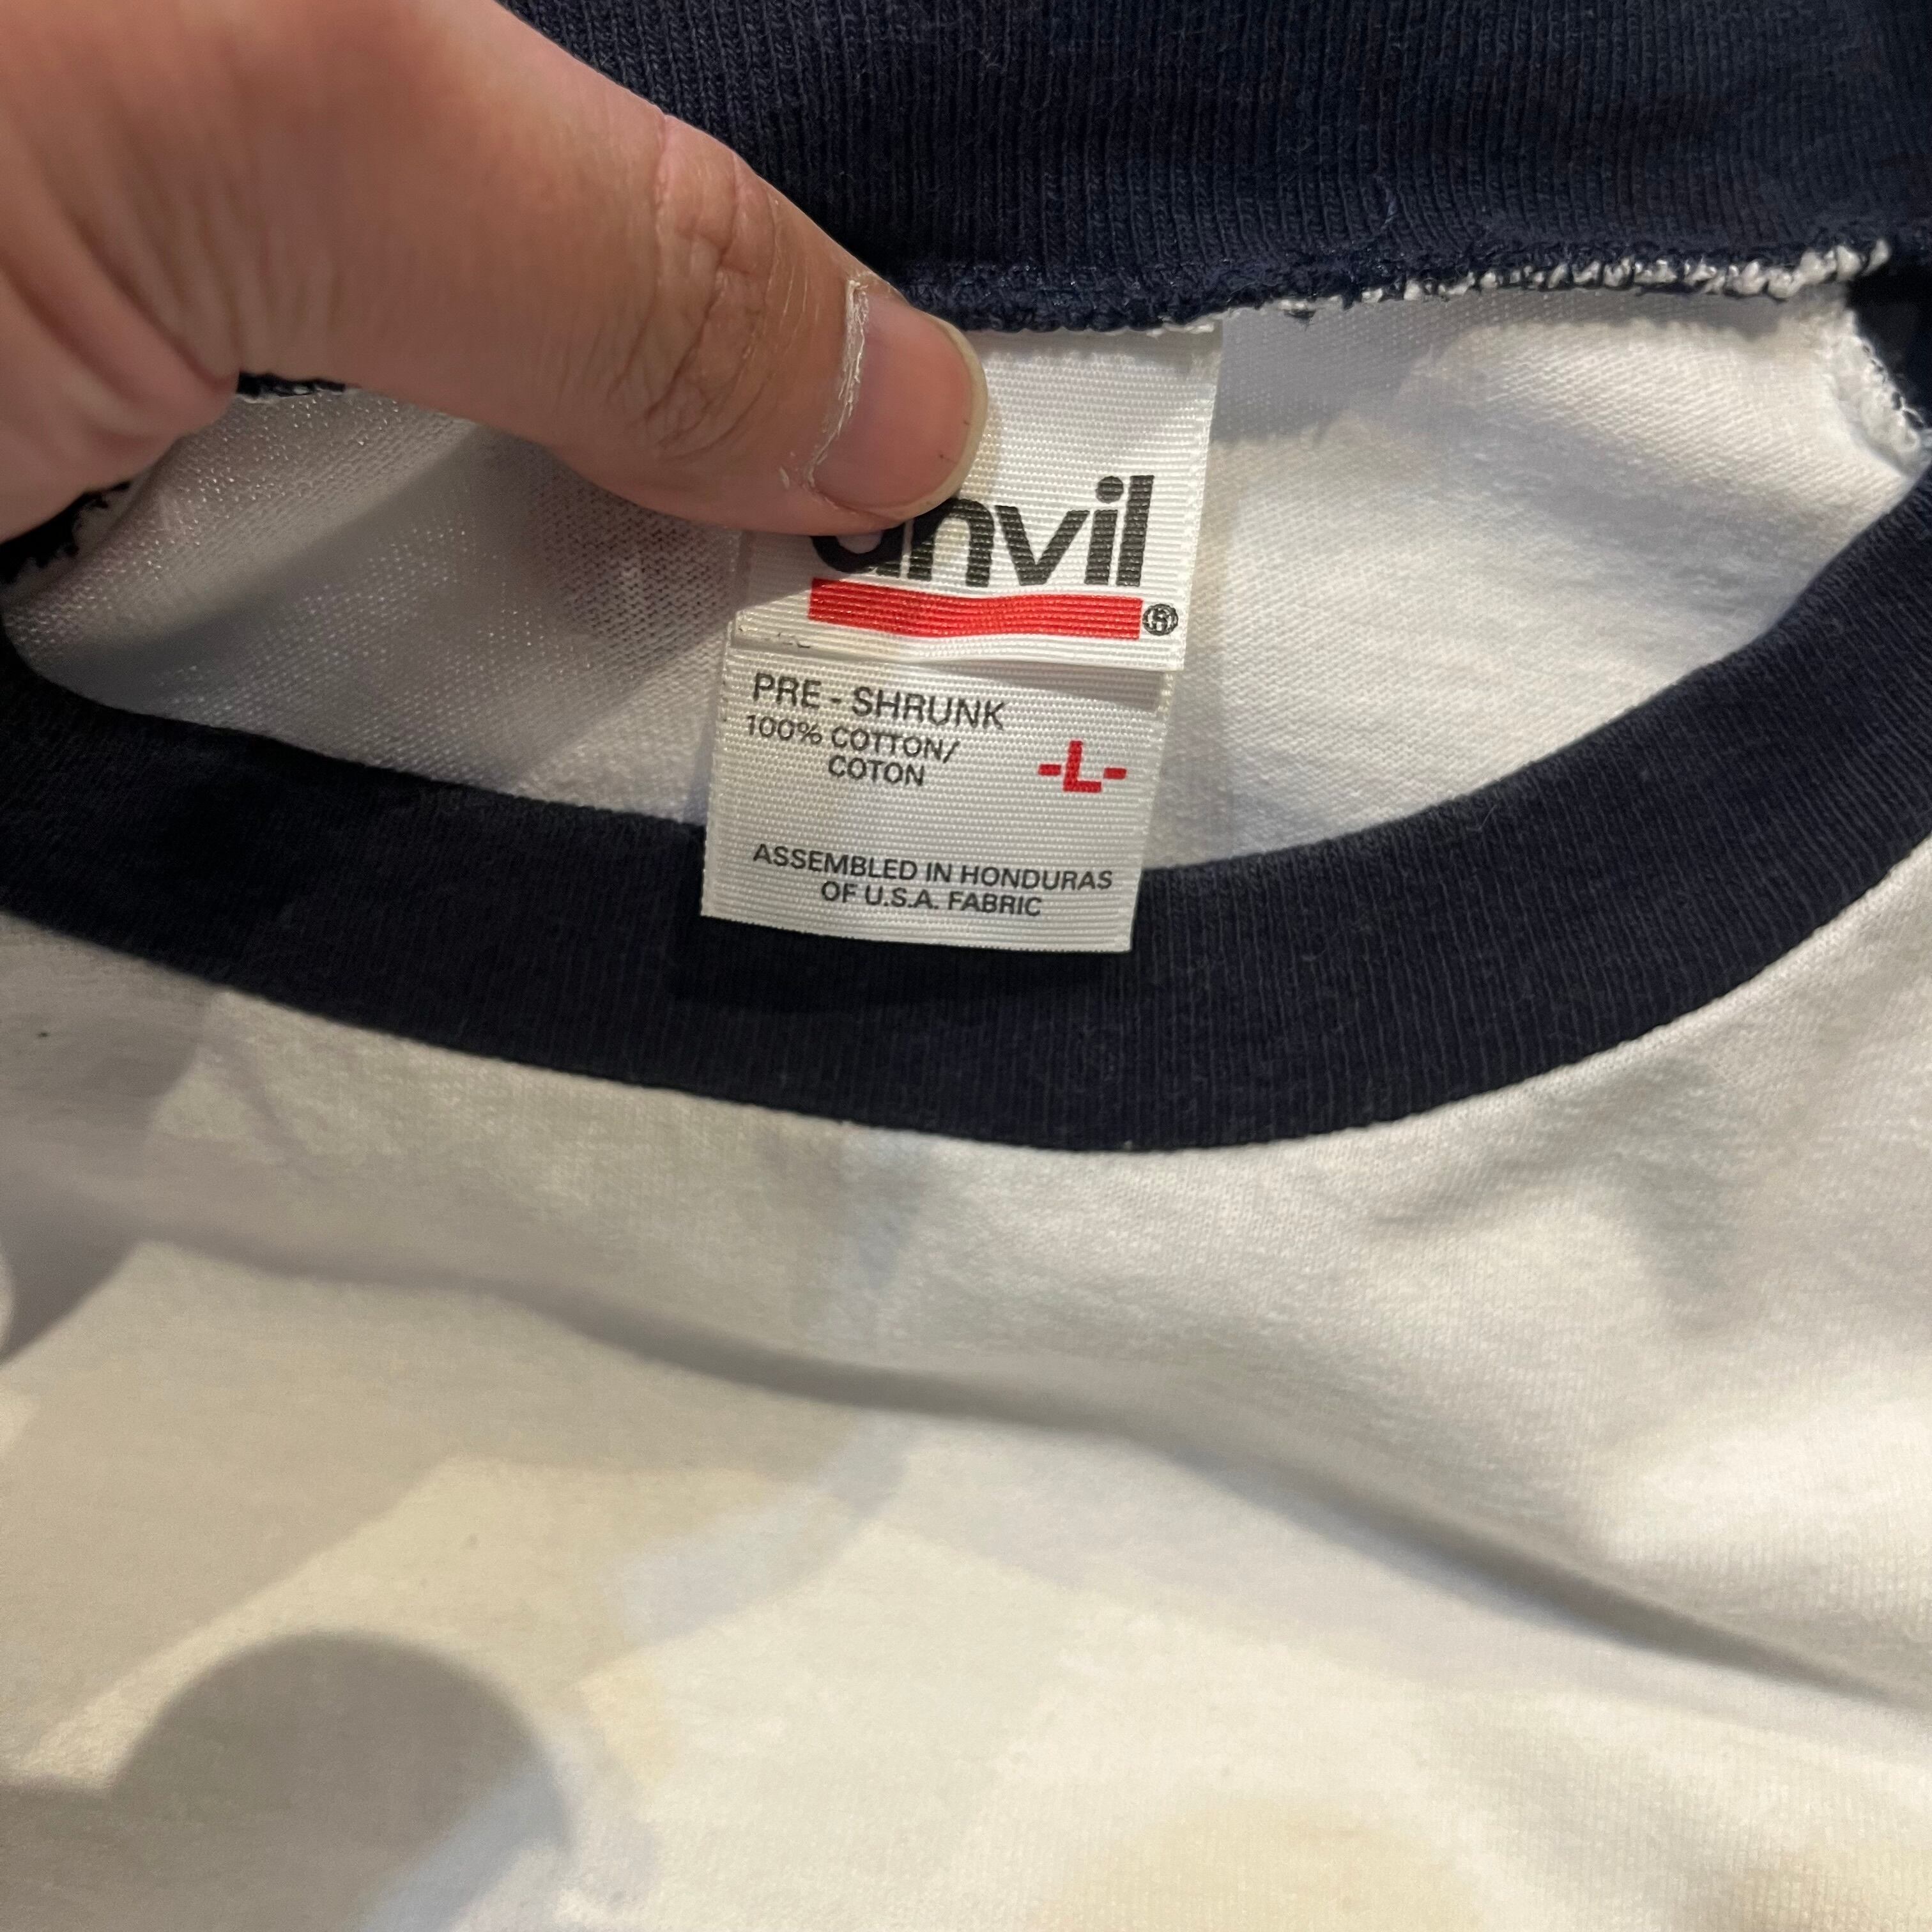 anvil®
PRE - SHRUNK
100% COTTON/
COTON
-L-
ASSEMBLED IN HONDURAS
OF U.S.A. FABRIC